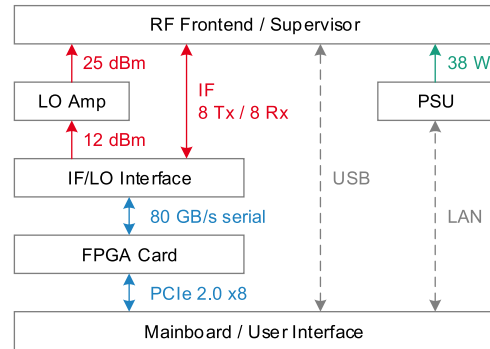 RF Frontend / Supervisor
25 dBm
38 W
LO Amp
IF
8 Tx / 8 Rx
PSU
12 dBm
IF/LO Interface
USB
80 GB/s serial
LAN
FPGA Card
PCIe 2.0 x8
Mainboard / User Interface